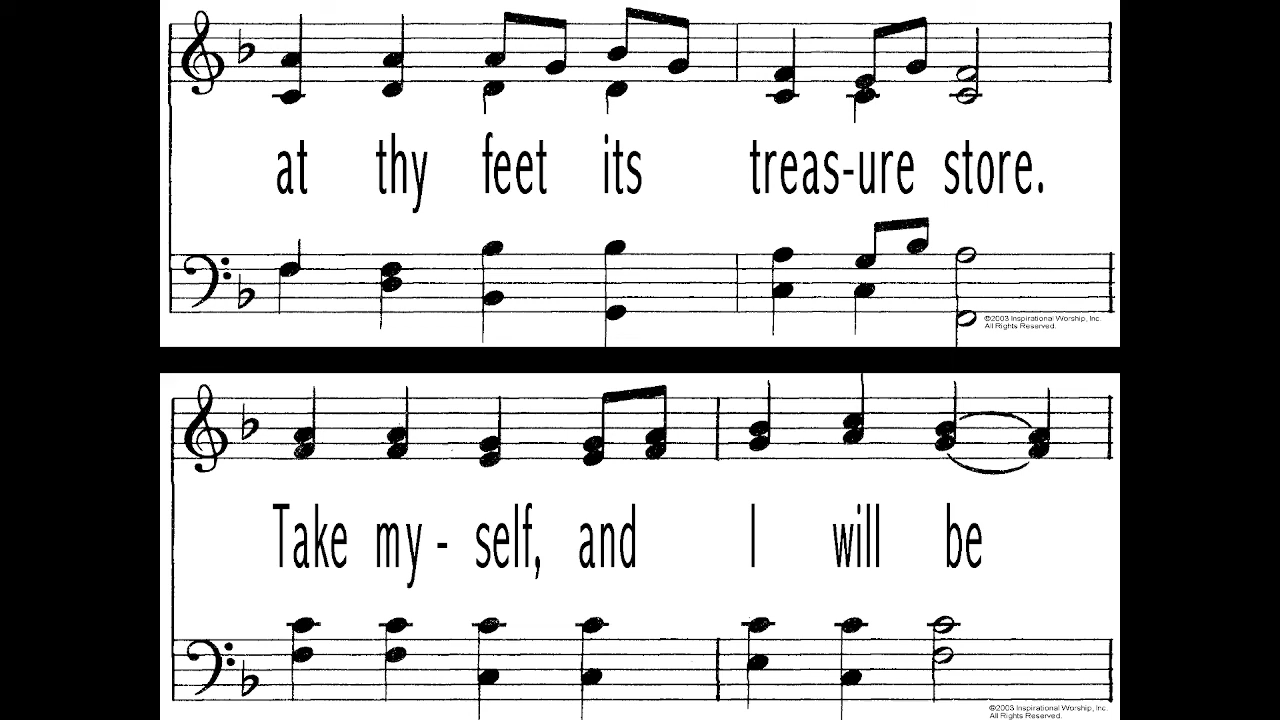 at thy feet its treas-ure store.
©2003 Inspirational Worship, Inc.
All Rights Reserved.
Take my - self, and I will be
©2003 Inspirational Worship, Inc.
All Rights Reserved.